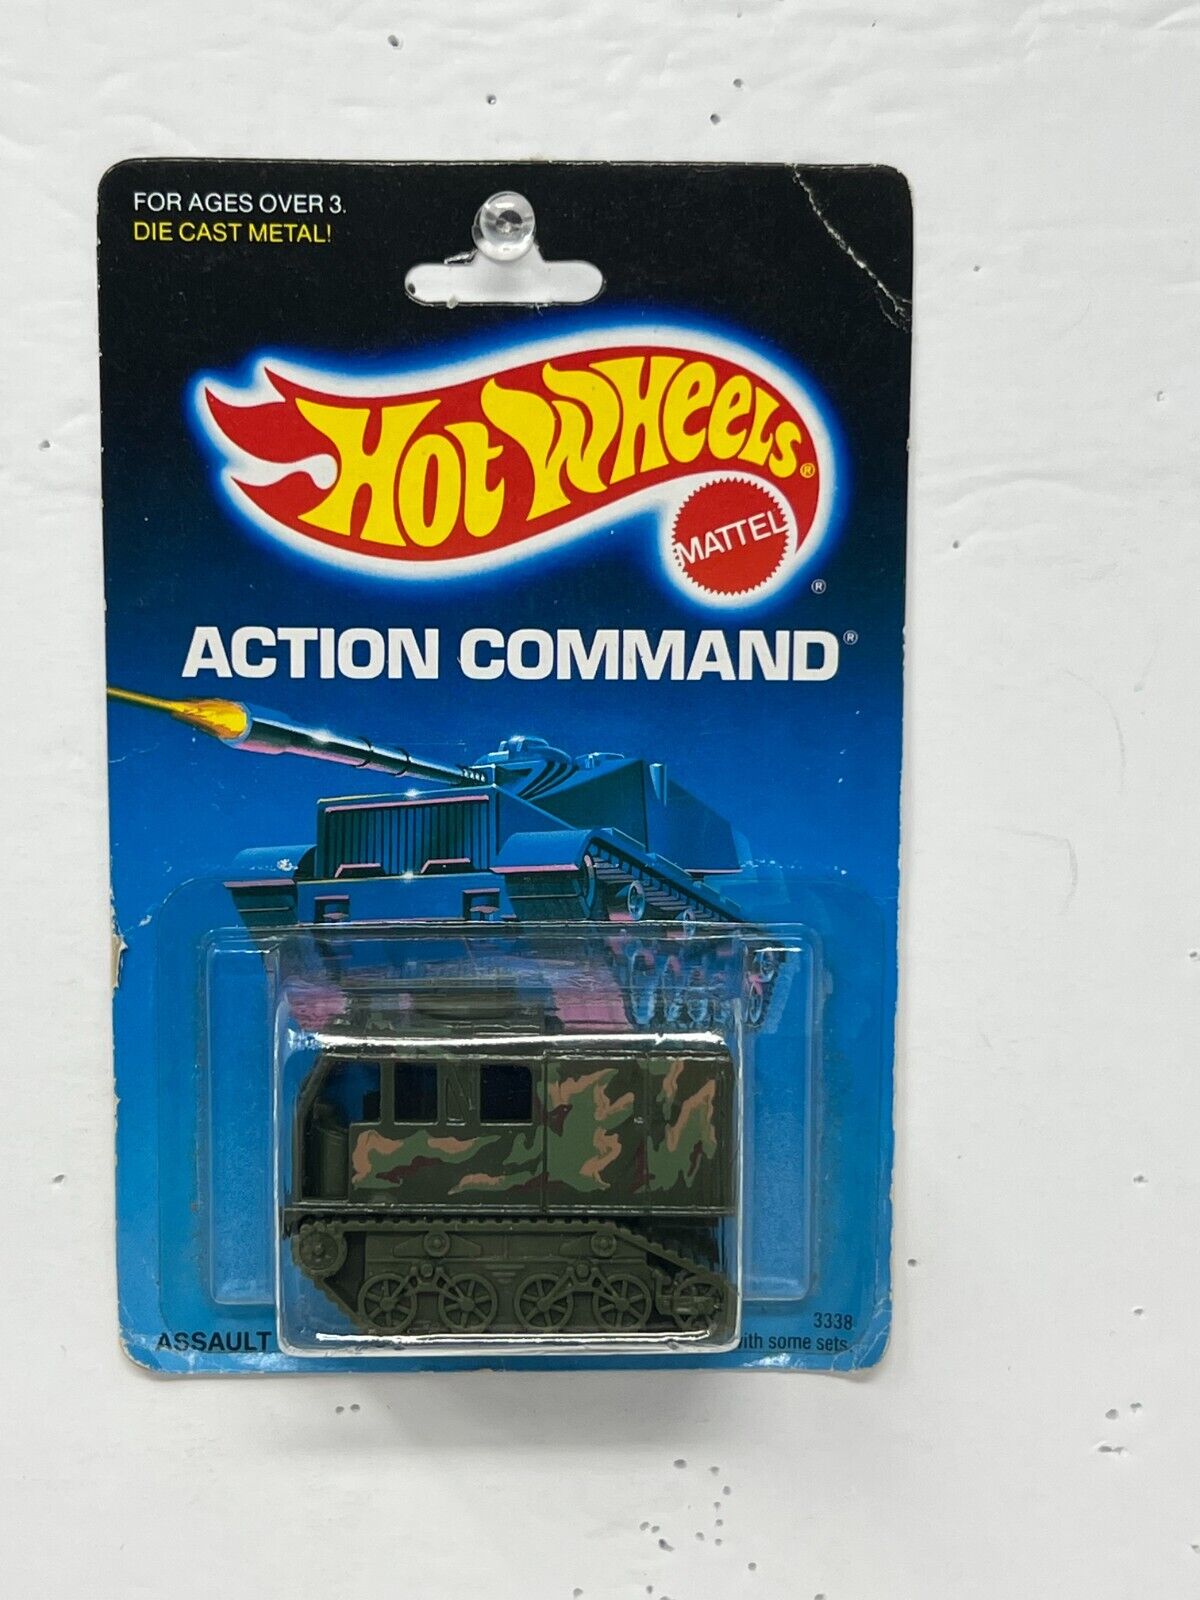 FOR AGES OVER 3.
DIE CAST METAL!
HOT WHEELS®
MATTEL
®
ACTION COMMAND®
3338
ASSAULT with some sets.